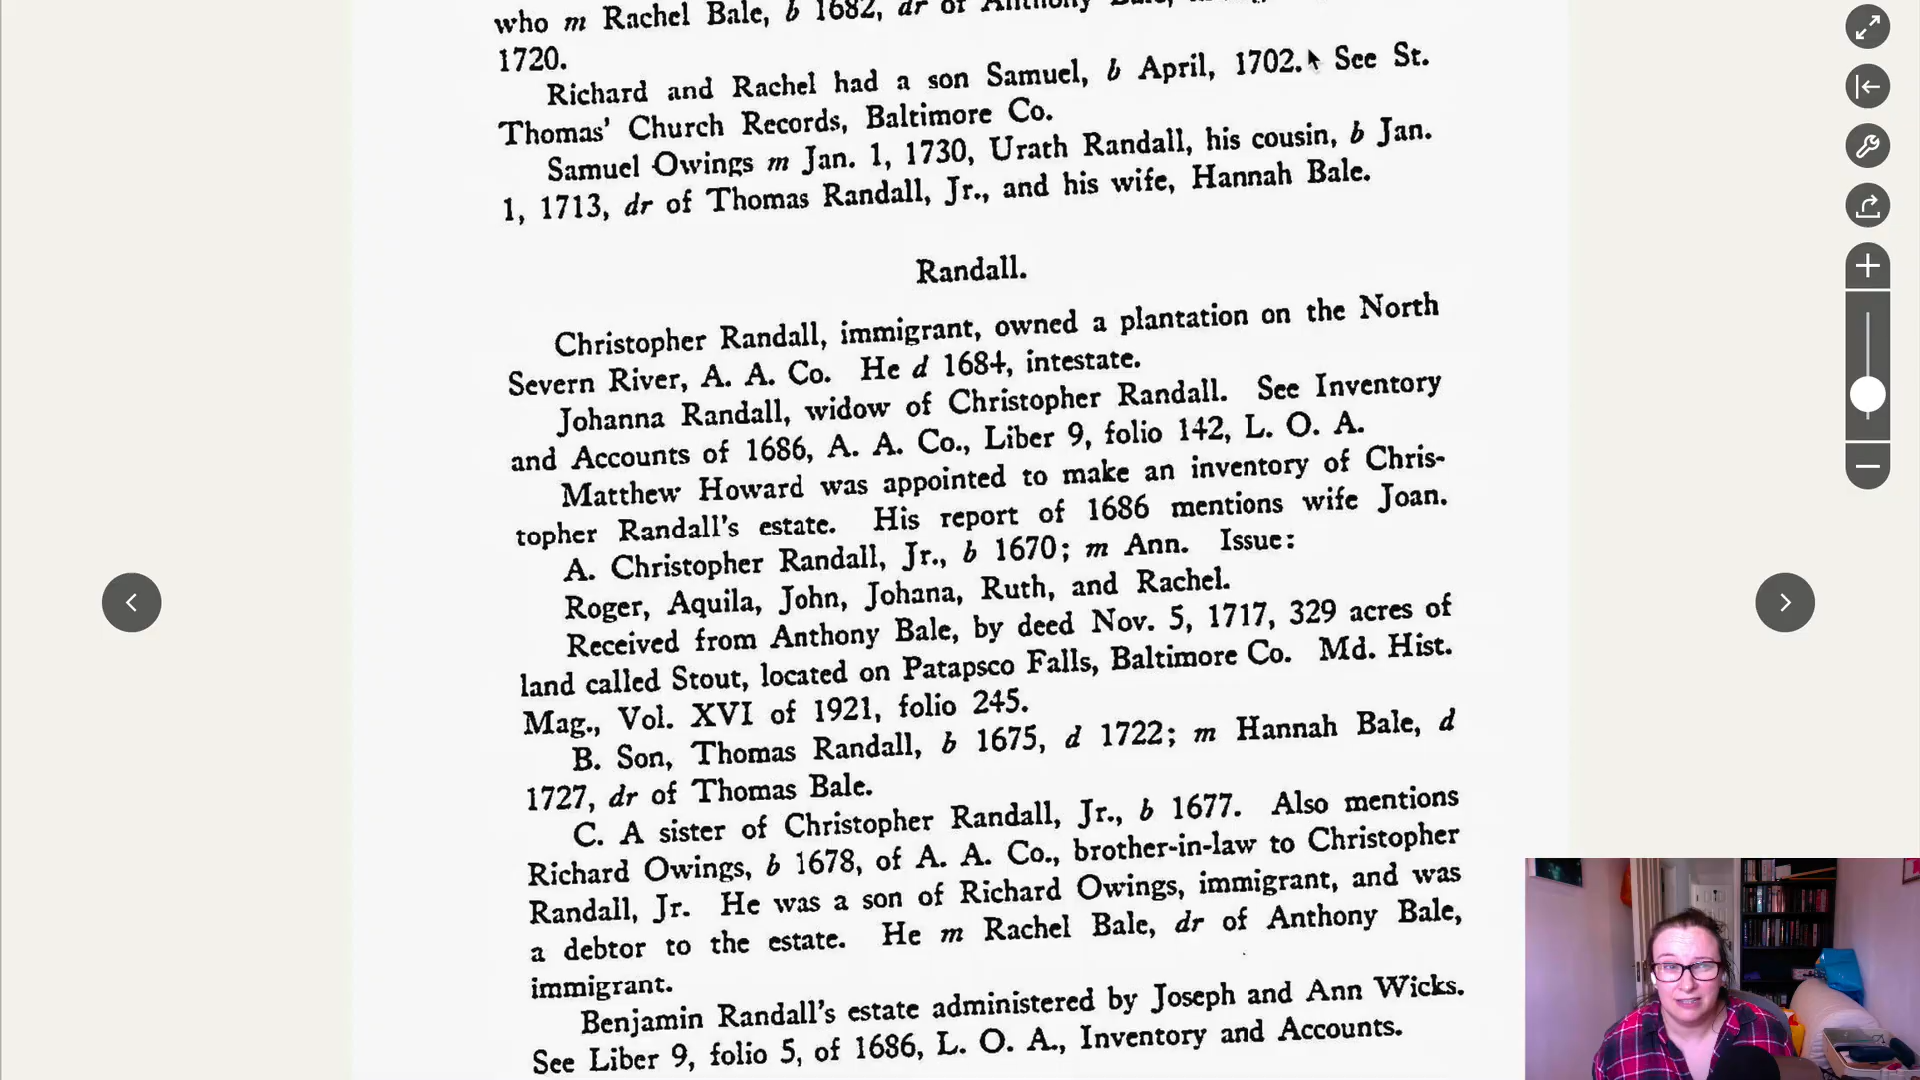 who m Rachel Bale, b 1682, dr of Anthony Bale,
1720.
Richard and Rachel had a son Samuel, b April, 1702. See St.
Thomas' Church Records, Baltimore Co.
Samuel Owings m Jan. 1, 1730, Urath Randall, his cousin, b Jan.
1, 1713, dr of Thomas Randall, Jr., and his wife, Hannah Bale.
Randall.
Christopher Randall, immigrant, owned a plantation on the North
Severn River, A. A. Co. He d 1684, intestate.
Johanna Randall, widow of Christopher Randall. See Inventory
and Accounts of 1686, A. A. Co., Liber 9, folio 142, L. O. A.
Matthew Howard was appointed to make an inventory of Chris-
topher Randall's estate. His report of 1686 mentions wife Joan.
A. Christopher Randall, Jr., b 1670; m Ann. Issue:
Roger, Aquila, John, Johana, Ruth, and Rachel.
Received from Anthony Bale, by deed Nov. 5, 1717, 329 acres of
land called Stout, located on Patapsco Falls, Baltimore Co. Md. Hist.
Mag., Vol. XVI of 1921, folio 245.
B. Son, Thomas Randall, b 1675, d 1722; m Hannah Bale, d
1727, dr of Thomas Bale.
C. A sister of Christopher Randall, Jr., b 1677. Also mentions
Richard Owings, b 1678, of A. A. Co., brother-in-law to Christopher
Randall, Jr. He was a son of Richard Owings, immigrant, and was
a debtor to the estate. He m Rachel Bale, dr of Anthony Bale,
immigrant.
Benjamin Randall's estate administered by Joseph and Ann Wicks.
See Liber 9, folio 5, of 1686, L. O. A., Inventory and Accounts.